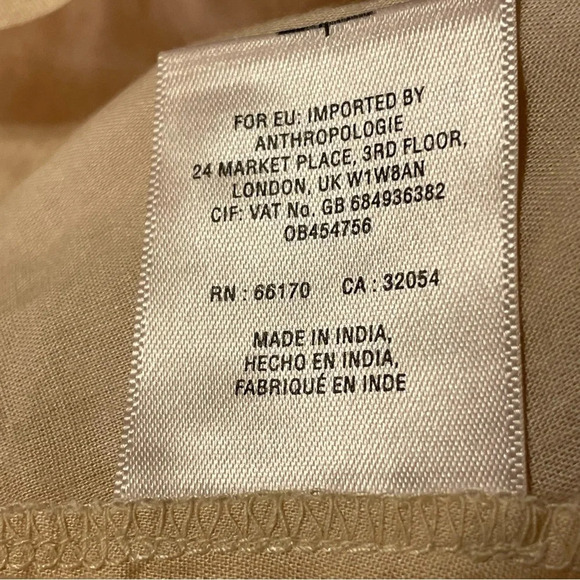 FOR EU: IMPORTED BY
ANTHROPOLOGIE
24 MARKET PLACE, 3RD FLOOR,
LONDON, UK W1W8AN
CIF: VAT No. GB 684936382
OB454756
RN : 66170 CA : 32054
MADE IN INDIA,
HECHO EN INDIA,
FABRIQUÉ EN INDE